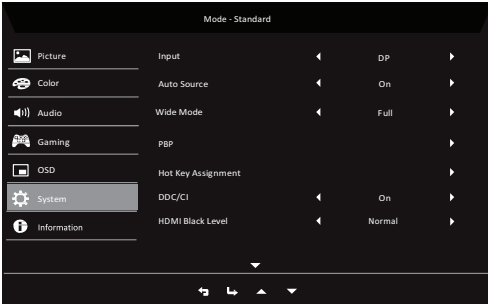 Mode - Standard
Picture
Input DP
Color
Auto Source On
Audio
Wide Mode Full
Gaming
PBP
OSD
Hot Key Assignment
System
DDC/CI On
Information
HDMI Black Level Normal